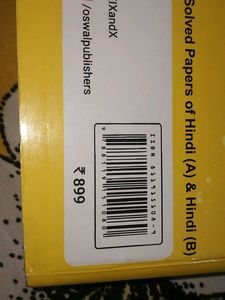 Solved Papers of Hindi (A) & Hindi (B)
IXandX
/oswalpublishers
ISBN
₹ 899